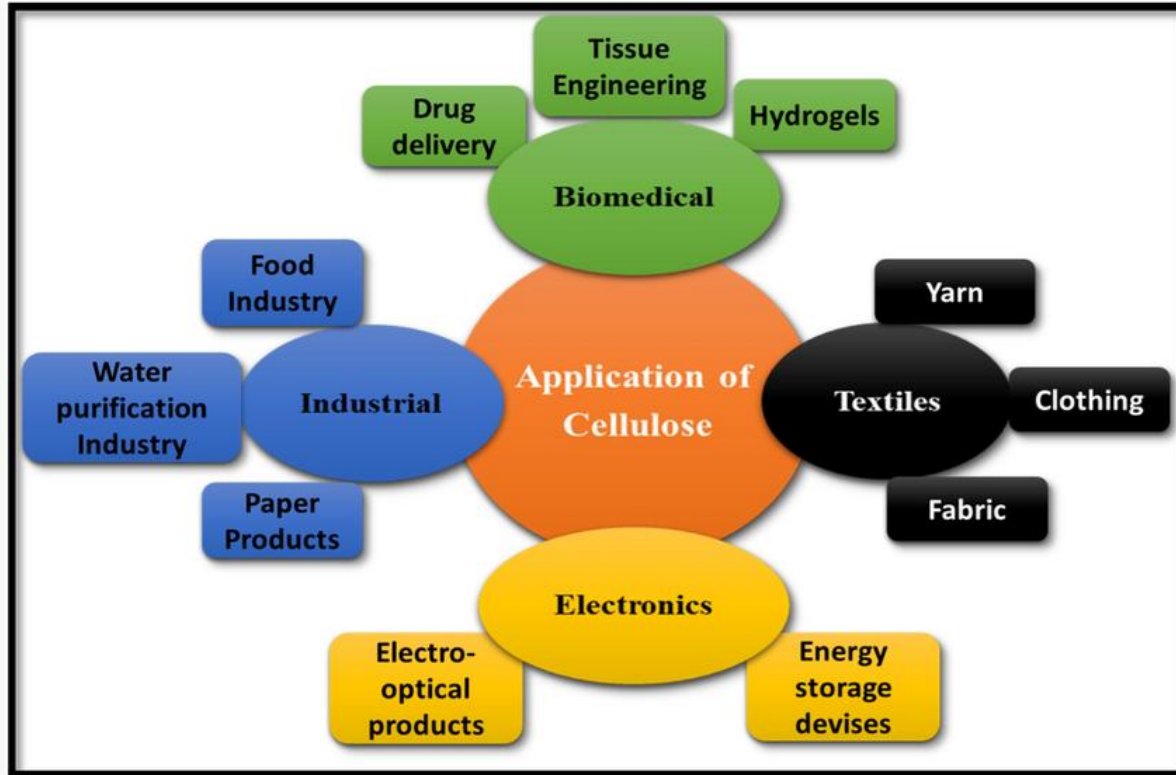 Tissue
Engineering
Drug
delivery
Hydrogels
Biomedical
Food
Industry
Water
purification
Industry
Paper
Products
Industrial
Application of
Cellulose
Textiles
Yarn
Clothing
Fabric
Electronics
Electro-
optical
products
Energy
storage
devises